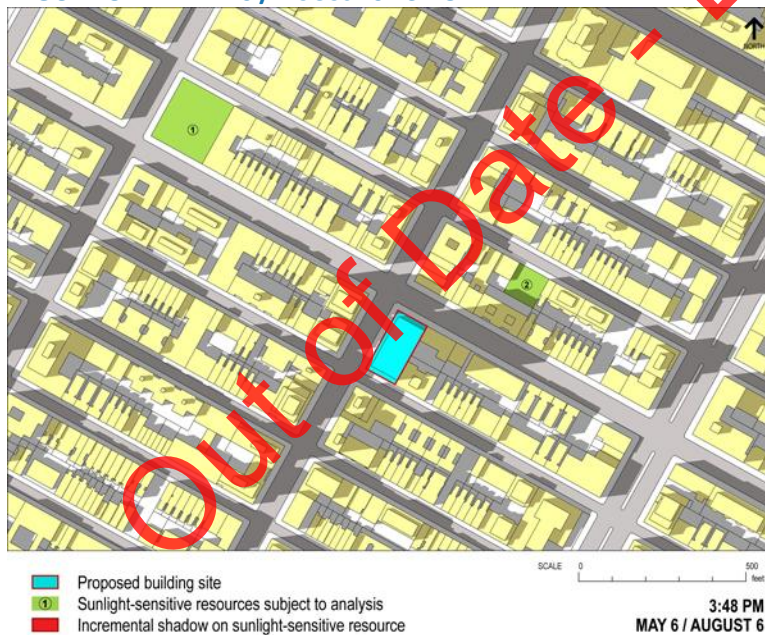 NORTH
①
②
Out of Date -
SCALE 0 500
feet
Proposed building site
① Sunlight-sensitive resources subject to analysis
Incremental shadow on sunlight-sensitive resource
3:48 PM
MAY 6 / AUGUST 6